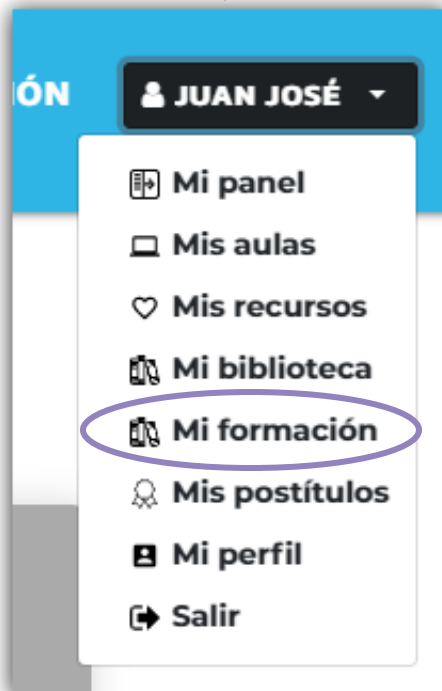 ÓN
JUAN JOSÉ
Mi panel
Mis aulas
Mis recursos
Mi biblioteca
Mi formación
Mis postítulos
Mi perfil
Salir